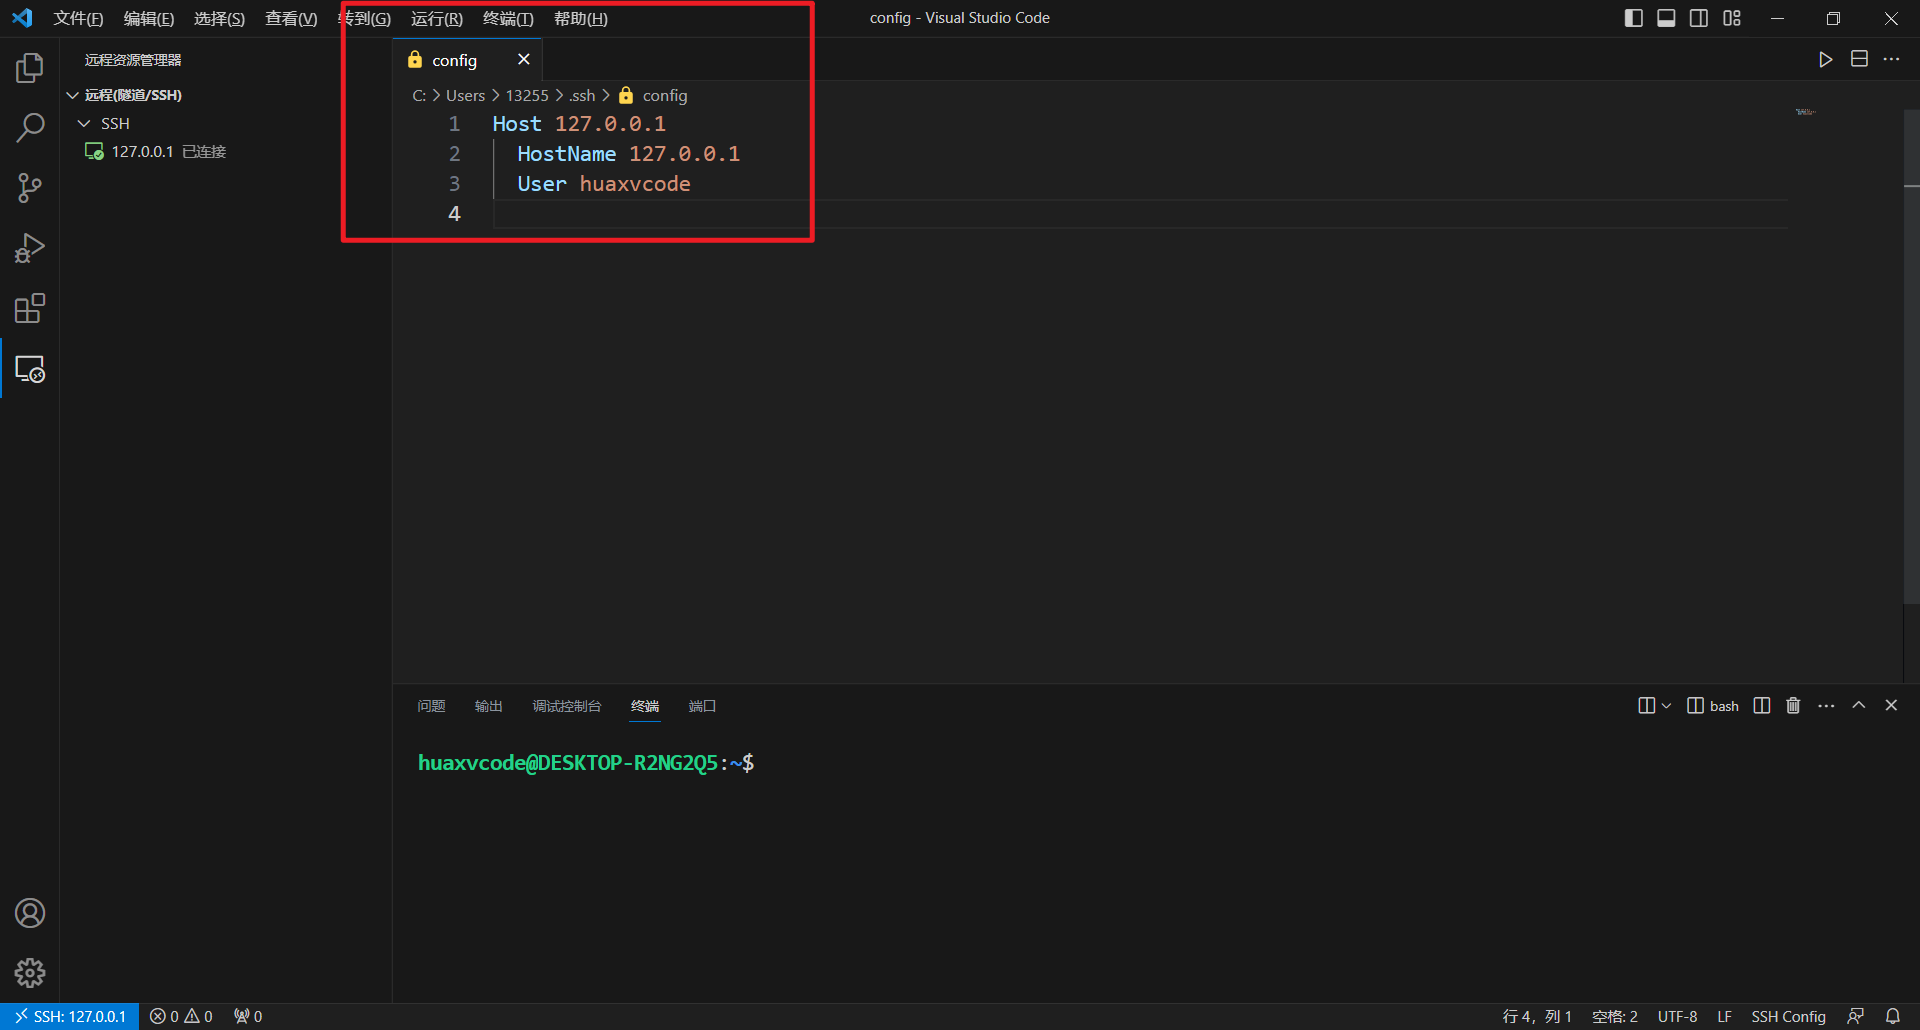 文件(F) 编辑(E) 选择(S) 查看(V) 转到(G) 运行(R) 终端(T) 帮助(H) config - Visual Studio Code
远程资源管理器
远程(隧道/SSH)
SSH
127.0.0.1 已连接
config
C: > Users > 13255 > .ssh > config
1 Host 127.0.0.1
2 HostName 127.0.0.1
3 User huaxvcode
4
问题 输出 调试控制台 终端 端口 bash
huaxvcode@DESKTOP-R2NG2Q5:~$
SSH: 127.0.0.1 0 0 0 行 4，列 1 空格: 2 UTF-8 LF SSH Config